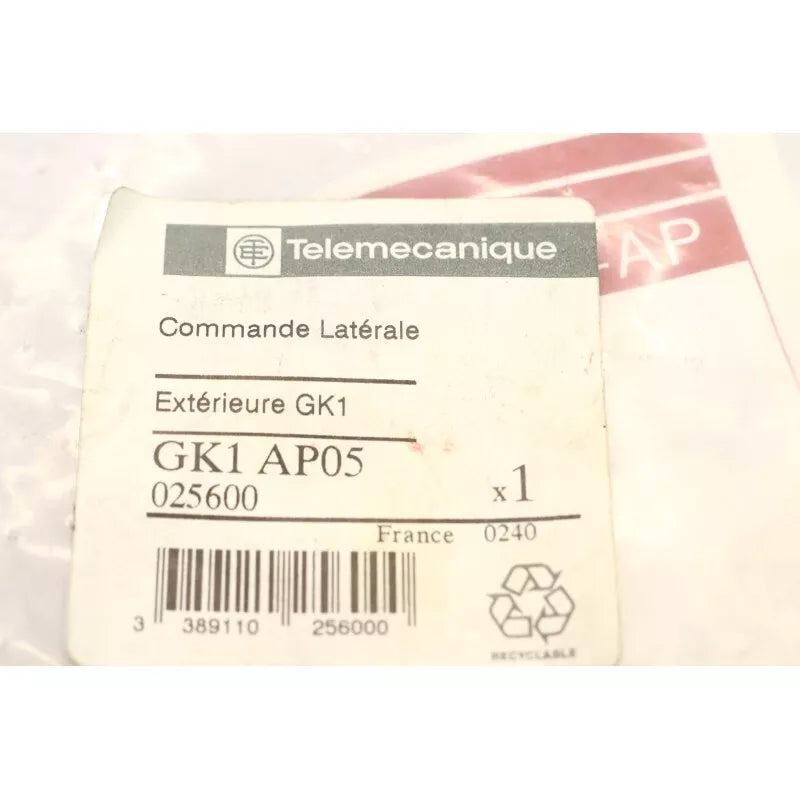 Telemecanique
-AP
Commande Latérale
Extérieure GK1
GK1 AP05
025600
x1
France 0240
3 389110 256000
RECYCLABLE